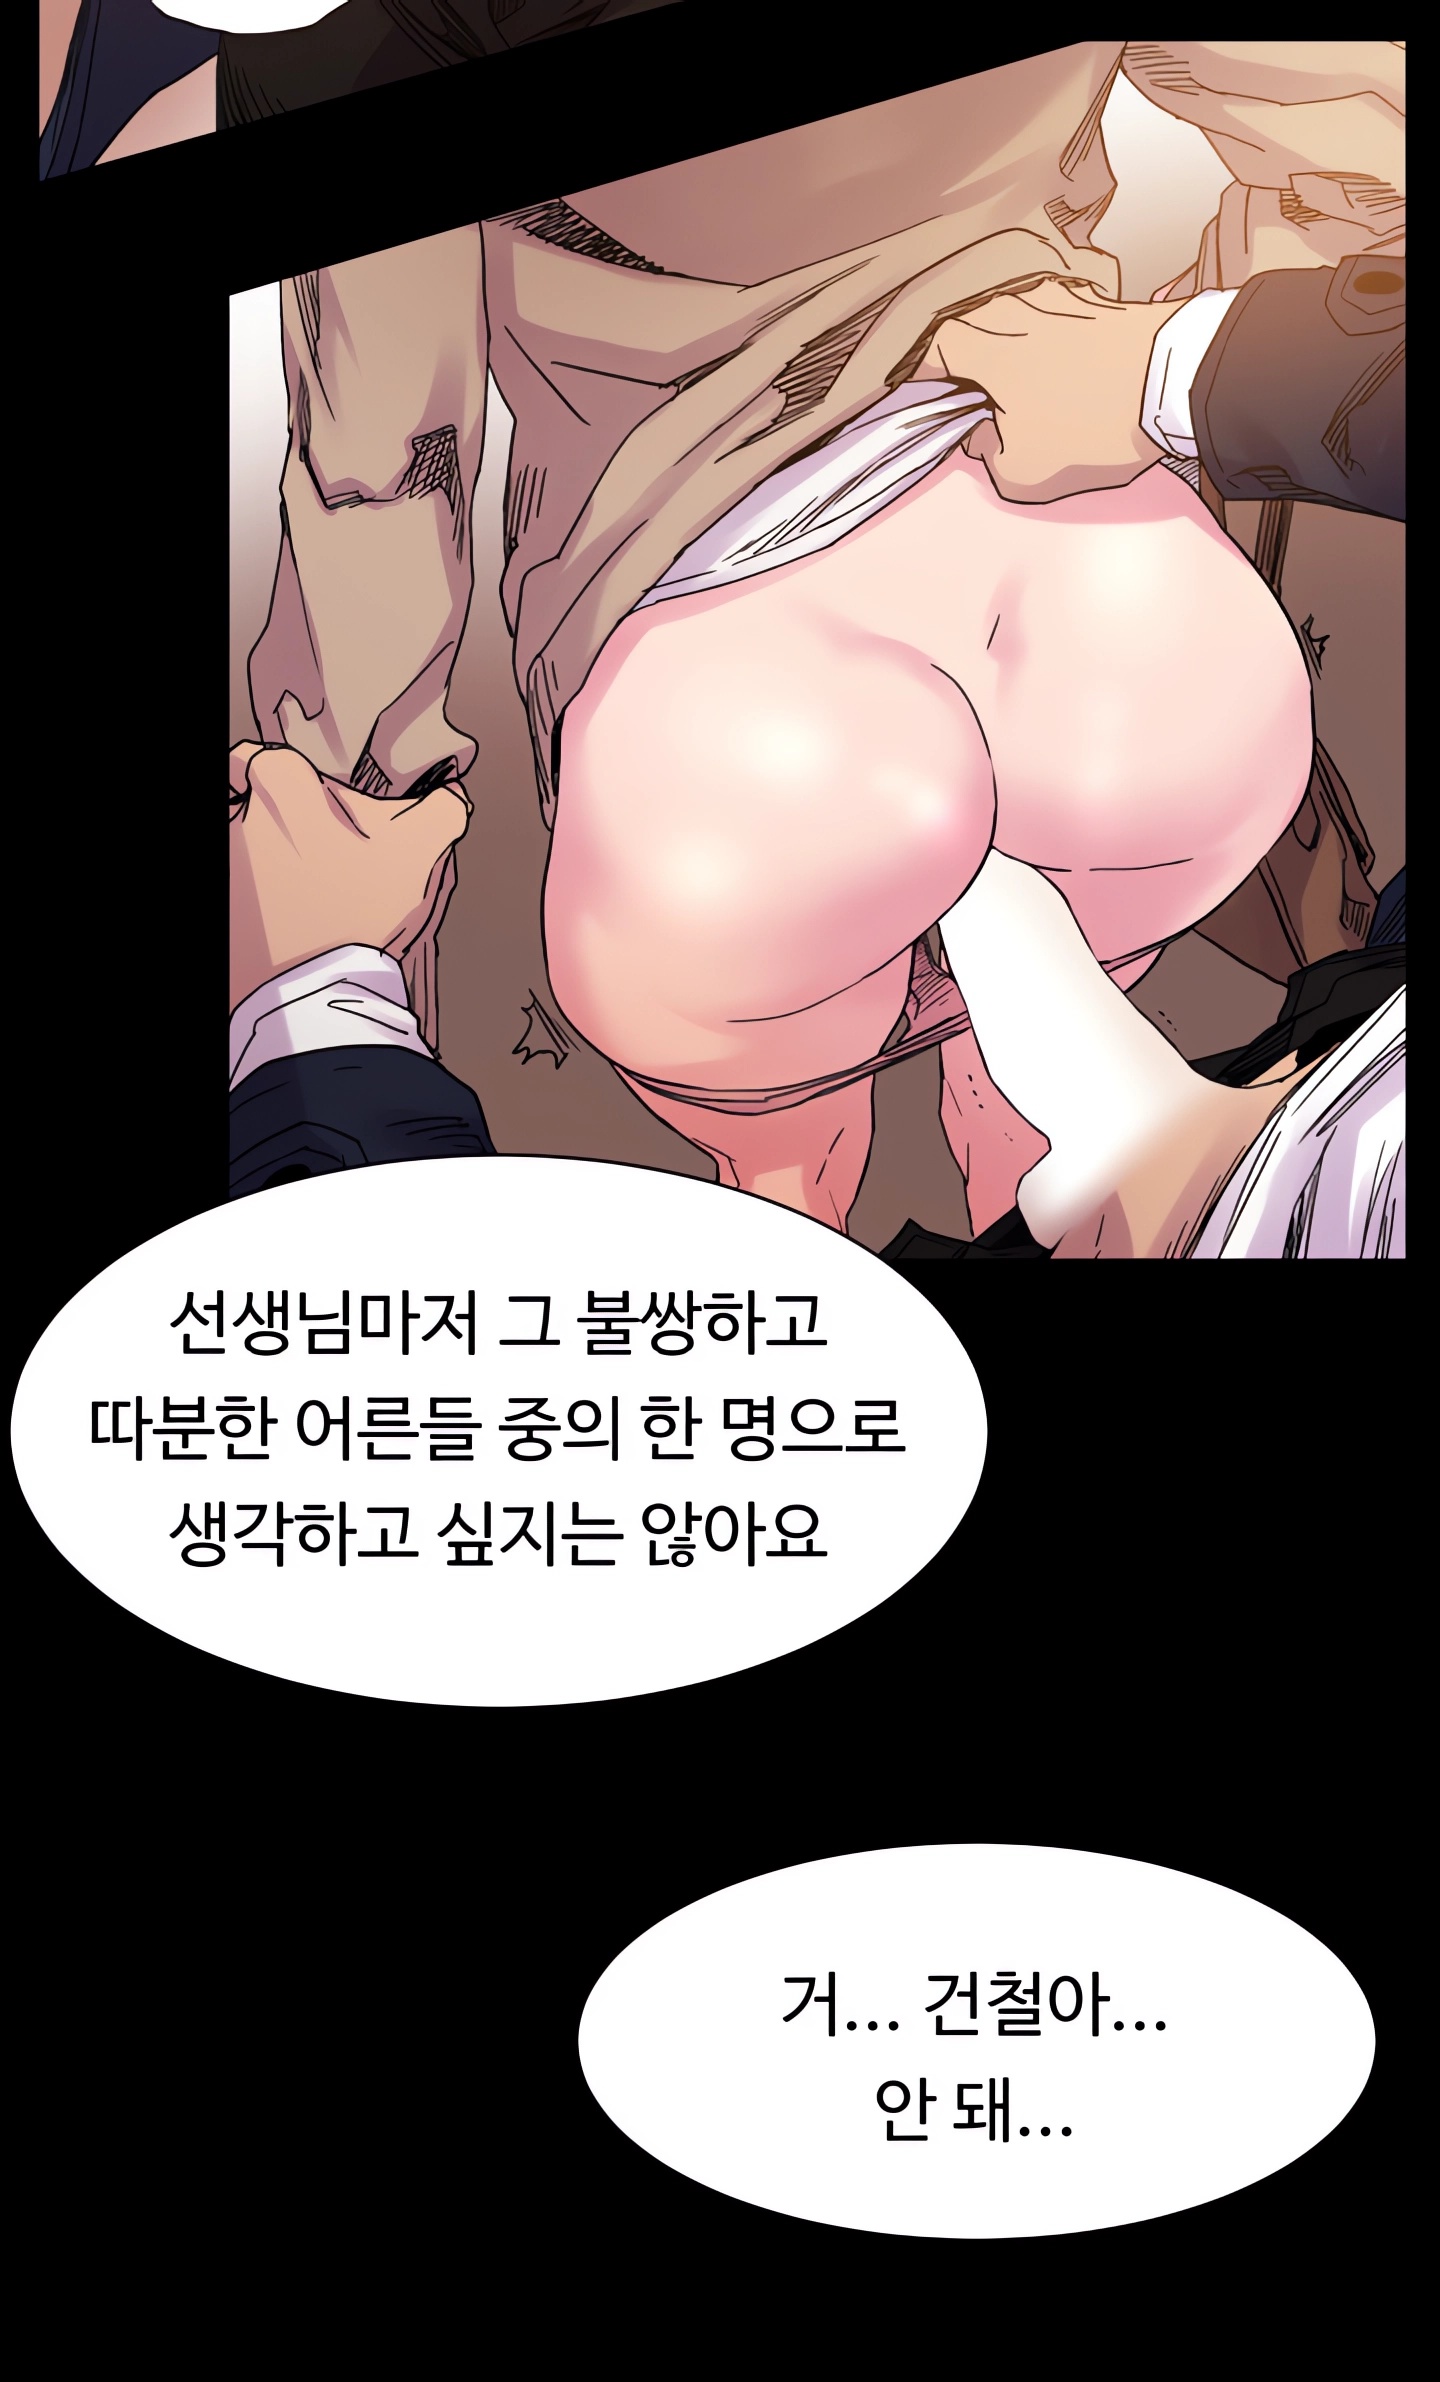 선생님마저 그 불쌍하고
따분한 어른들 중의 한 명으로
생각하고 싶지는 않아요
거... 건철아...
안 돼...